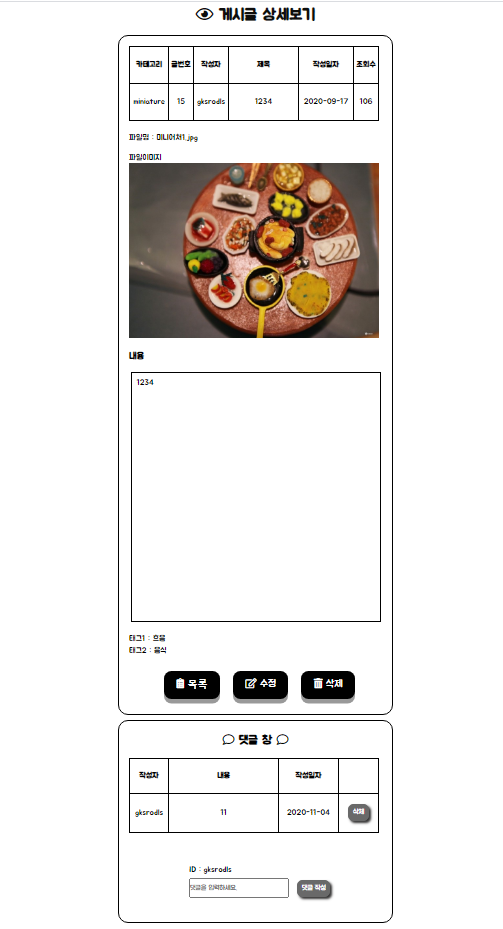 게시글 상세보기
카테고리 글번호 작성자 제목 작성일자 조회수
miniature 15 gksrodls 1234 2020-09-17 106
파일명 : 미니어처1.jpg
파일이미지
내용
1234
태그1 : 흐음
태그2 : 음식
목록 수정 삭제
댓글 창
작성자 내용 작성일자
gksrodls 11 2020-11-04 삭제
ID : gksrodls
댓글을 입력하세요. 댓글 작성